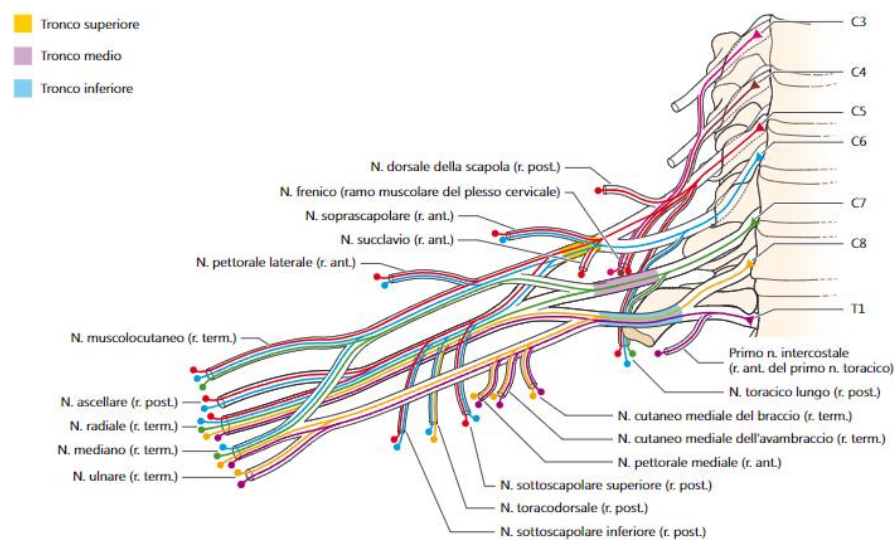 Tronco superiore
Tronco medio
Tronco inferiore
C3
C4
C5
C6
C7
C8
T1
N. dorsale della scapola (r. post.)
N. frenico (ramo muscolare del plesso cervicale)
N. soprascapolare (r. ant.)
N. succlavio (r. ant.)
N. pettorale laterale (r. ant.)
N. muscolocutaneo (r. term.)
N. ascellare (r. post.)
N. radiale (r. term.)
N. mediano (r. term.)
N. ulnare (r. term.)
Primo n. intercostale
(r. ant. del primo n. toracico)
N. toracico lungo (r. post.)
N. cutaneo mediale del braccio (r. term.)
N. cutaneo mediale dell'avambraccio (r. term.)
N. pettorale mediale (r. ant.)
N. sottoscapolare superiore (r. post.)
N. toracodorsale (r. post.)
N. sottoscapolare inferiore (r. post.)